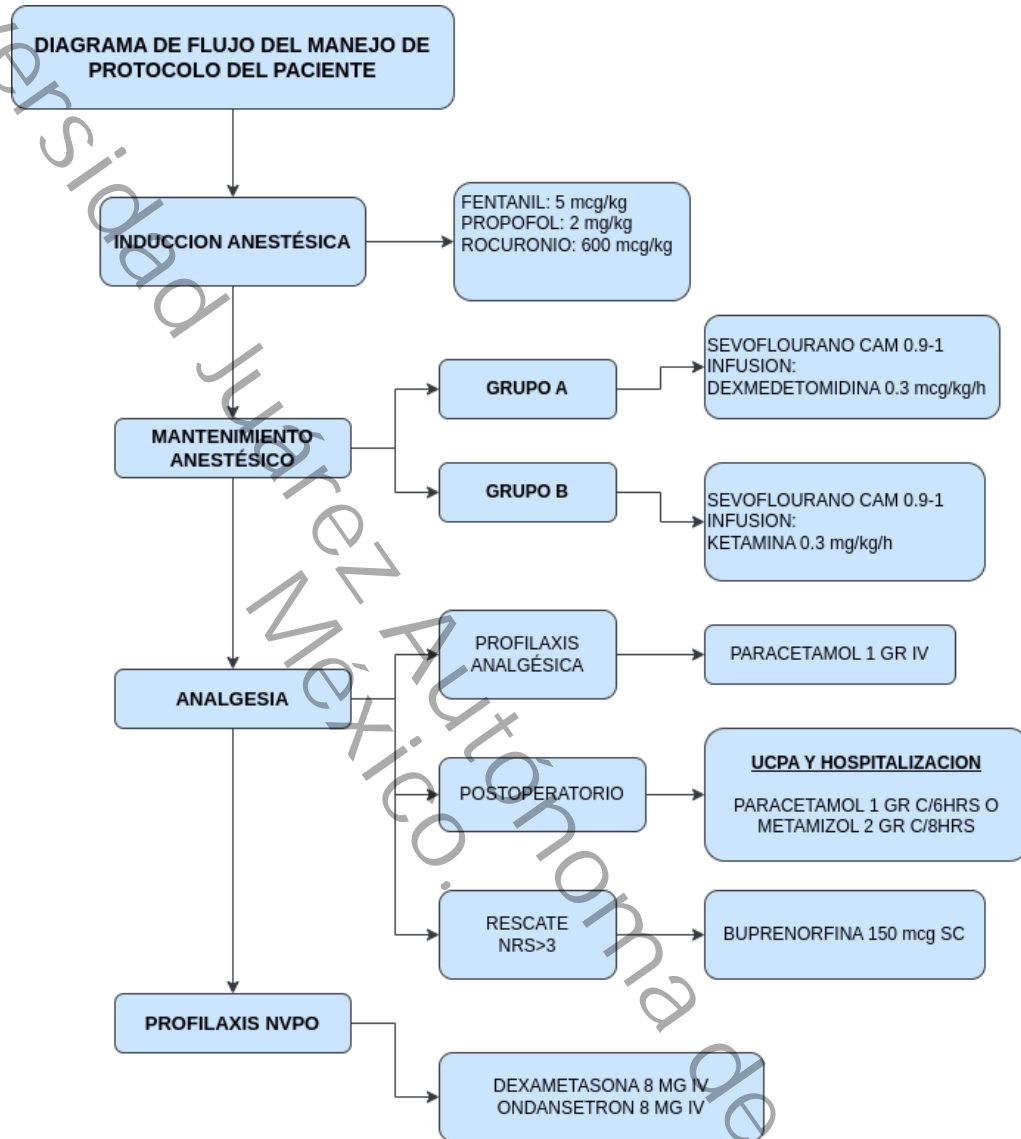 DIAGRAMA DE FLUJO DEL MANEJO DE
PROTOCOLO DEL PACIENTE
INDUCCION ANESTÉSICA
FENTANIL: 5 mcg/kg
PROPOFOL: 2 mg/kg
ROCURONIO: 600 mcg/kg
MANTENIMIENTO
ANESTÉSICO
GRUPO A
SEVOFLOURANO CAM 0.9-1
INFUSION:
DEXMEDETOMIDINA 0.3 mcg/kg/h
GRUPO B
SEVOFLOURANO CAM 0.9-1
INFUSION:
KETAMINA 0.3 mg/kg/h
ANALGESIA
PROFILAXIS
ANALGÉSICA
PARACETAMOL 1 GR IV
POSTOPERATORIO
UCPA Y HOSPITALIZACION
PARACETAMOL 1 GR C/6HRS O
METAMIZOL 2 GR C/8HRS
RESCATE
NRS>3
BUPRENORFINA 150 mcg SC
PROFILAXIS NVPO
DEXAMETASONA 8 MG IV
ONDANSETRON 8 MG IV
versidad Juárez Autónoma de
México.